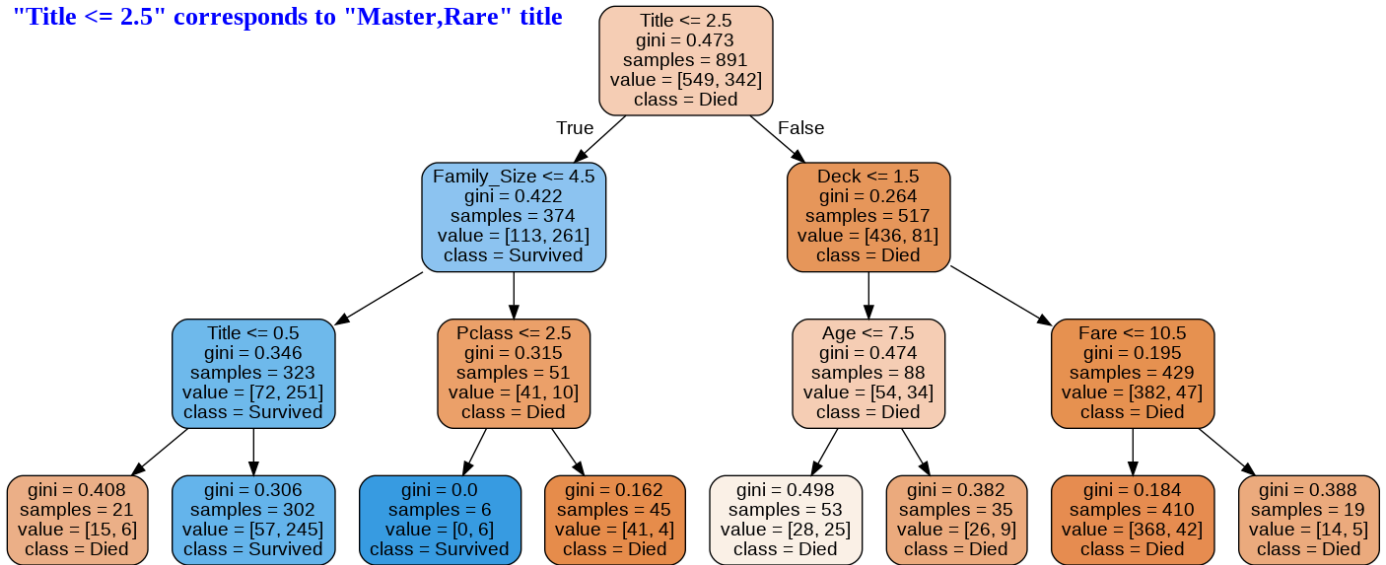 "Title <= 2.5" corresponds to "Master,Rare" title
Title <= 2.5
gini = 0.473
samples = 891
value = [549, 342]
class = Died
True
False
Family_Size <= 4.5
gini = 0.422
samples = 374
value = [113, 261]
class = Survived
Deck <= 1.5
gini = 0.264
samples = 517
value = [436, 81]
class = Died
Title <= 0.5
gini = 0.346
samples = 323
value = [72, 251]
class = Survived
Pclass <= 2.5
gini = 0.315
samples = 51
value = [41, 10]
class = Died
Age <= 7.5
gini = 0.474
samples = 88
value = [54, 34]
class = Died
Fare <= 10.5
gini = 0.195
samples = 429
value = [382, 47]
class = Died
gini = 0.408
samples = 21
value = [15, 6]
class = Died
gini = 0.306
samples = 302
value = [57, 245]
class = Survived
gini = 0.0
samples = 6
value = [0, 6]
class = Survived
gini = 0.162
samples = 45
value = [41, 4]
class = Died
gini = 0.498
samples = 53
value = [28, 25]
class = Died
gini = 0.382
samples = 35
value = [26, 9]
class = Died
gini = 0.184
samples = 410
value = [368, 42]
class = Died
gini = 0.388
samples = 19
value = [14, 5]
class = Died